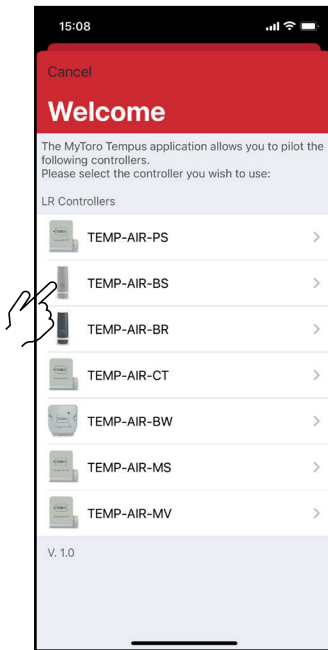 15:08
Cancel
Welcome
The MyToro Tempus application allows you to pilot the
following controllers.
Please select the controller you wish to use:
LR Controllers
TEMP-AIR-PS
TEMP-AIR-BS
TEMP-AIR-BR
TEMP-AIR-CT
TEMP-AIR-BW
TEMP-AIR-MS
TEMP-AIR-MV
V. 1.0